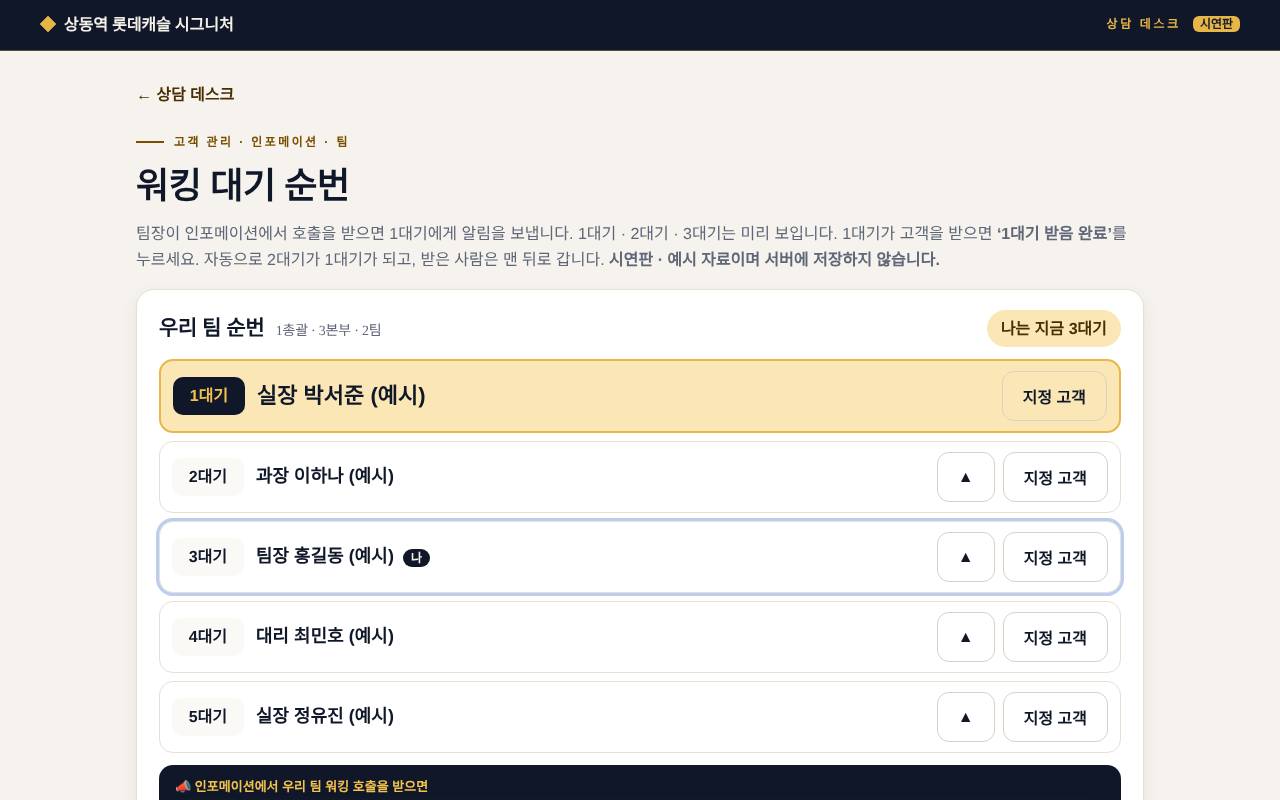 상동역 롯데캐슬 시그니처
상담 데스크 시연판
← 상담 데스크
고객 관리 · 인포메이션 · 팀
워킹 대기 순번
팀장이 인포메이션에서 호출을 받으면 1대기에게 알림을 보냅니다. 1대기 · 2대기 · 3대기는 미리 보입니다. 1대기가 고객을 받으면 ‘1대기 받음 완료’를
누르세요. 자동으로 2대기가 1대기가 되고, 받은 사람은 맨 뒤로 갑니다. 시연판 · 예시 자료이며 서버에 저장하지 않습니다.
우리 팀 순번 1총괄 · 3본부 · 2팀 나는 지금 3대기
1대기 실장 박서준 (예시) 지정 고객
2대기 과장 이하나 (예시) ▲ 지정 고객
3대기 팀장 홍길동 (예시) 나 ▲ 지정 고객
4대기 대리 최민호 (예시) ▲ 지정 고객
5대기 실장 정유진 (예시) ▲ 지정 고객
📣 인포메이션에서 우리 팀 워킹 호출을 받으면